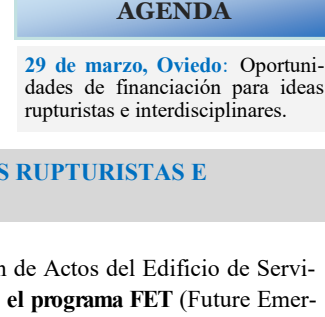 AGENDA
29 de marzo, Oviedo: Oportuni-
dades de financiación para ideas
rupturistas e interdisciplinares.
S RUPTURISTAS E
n de Actos del Edificio de Servi-
el programa FET (Future Emer-